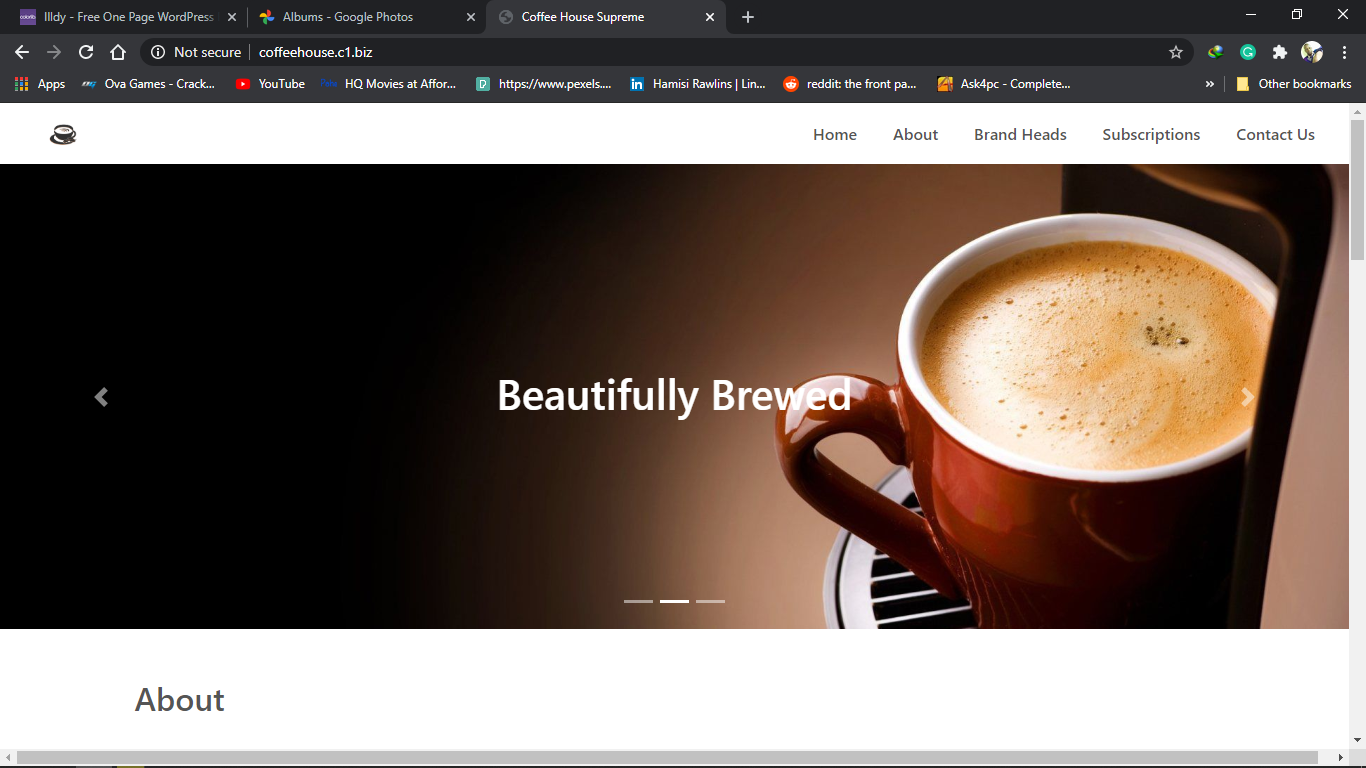 Illdy - Free One Page WordPress
Albums - Google Photos
Coffee House Supreme
Not secure
coffeehouse.c1.biz
Apps
Ova Games - Crack...
YouTube
HQ Movies at Affor...
https://www.pexels....
Hamisi Rawlins | Lin...
reddit: the front pa...
Ask4pc - Complete...
»
Other bookmarks
Home
About
Brand Heads
Subscriptions
Contact Us
Beautifully Brewed
About